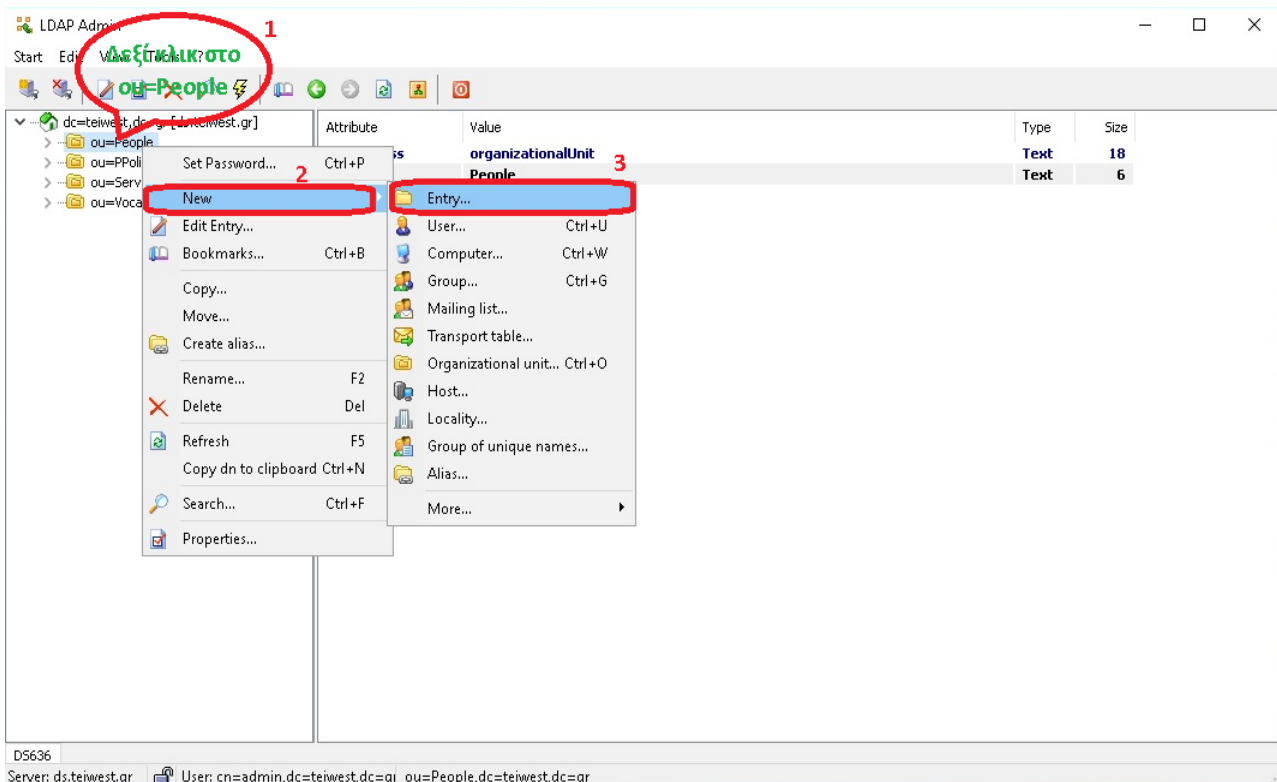 LDAP Admin
1
Start Edit View Tools ?
Δεξί κλικ στο
ou=People
dc=teiwest,dc=gr [ds.teiwest.gr]
ou=People
ou=PPoli
ou=Serv
ou=Voca
Attribute Value Type Size
ss organizationalUnit Text 18
People Text 6
Set Password... Ctrl+P
2
New
Edit Entry...
Bookmarks... Ctrl+B
Copy...
Move...
Create alias...
Rename... F2
Delete Del
Refresh F5
Copy dn to clipboard Ctrl+N
Search... Ctrl+F
Properties...
3
Entry...
User... Ctrl+U
Computer... Ctrl+W
Group... Ctrl+G
Mailing list...
Transport table...
Organizational unit... Ctrl+O
Host...
Locality...
Group of unique names...
Alias...
More...
DS636
Server: ds.teiwest.gr User: cn=admin,dc=teiwest,dc=gr ou=People,dc=teiwest,dc=gr